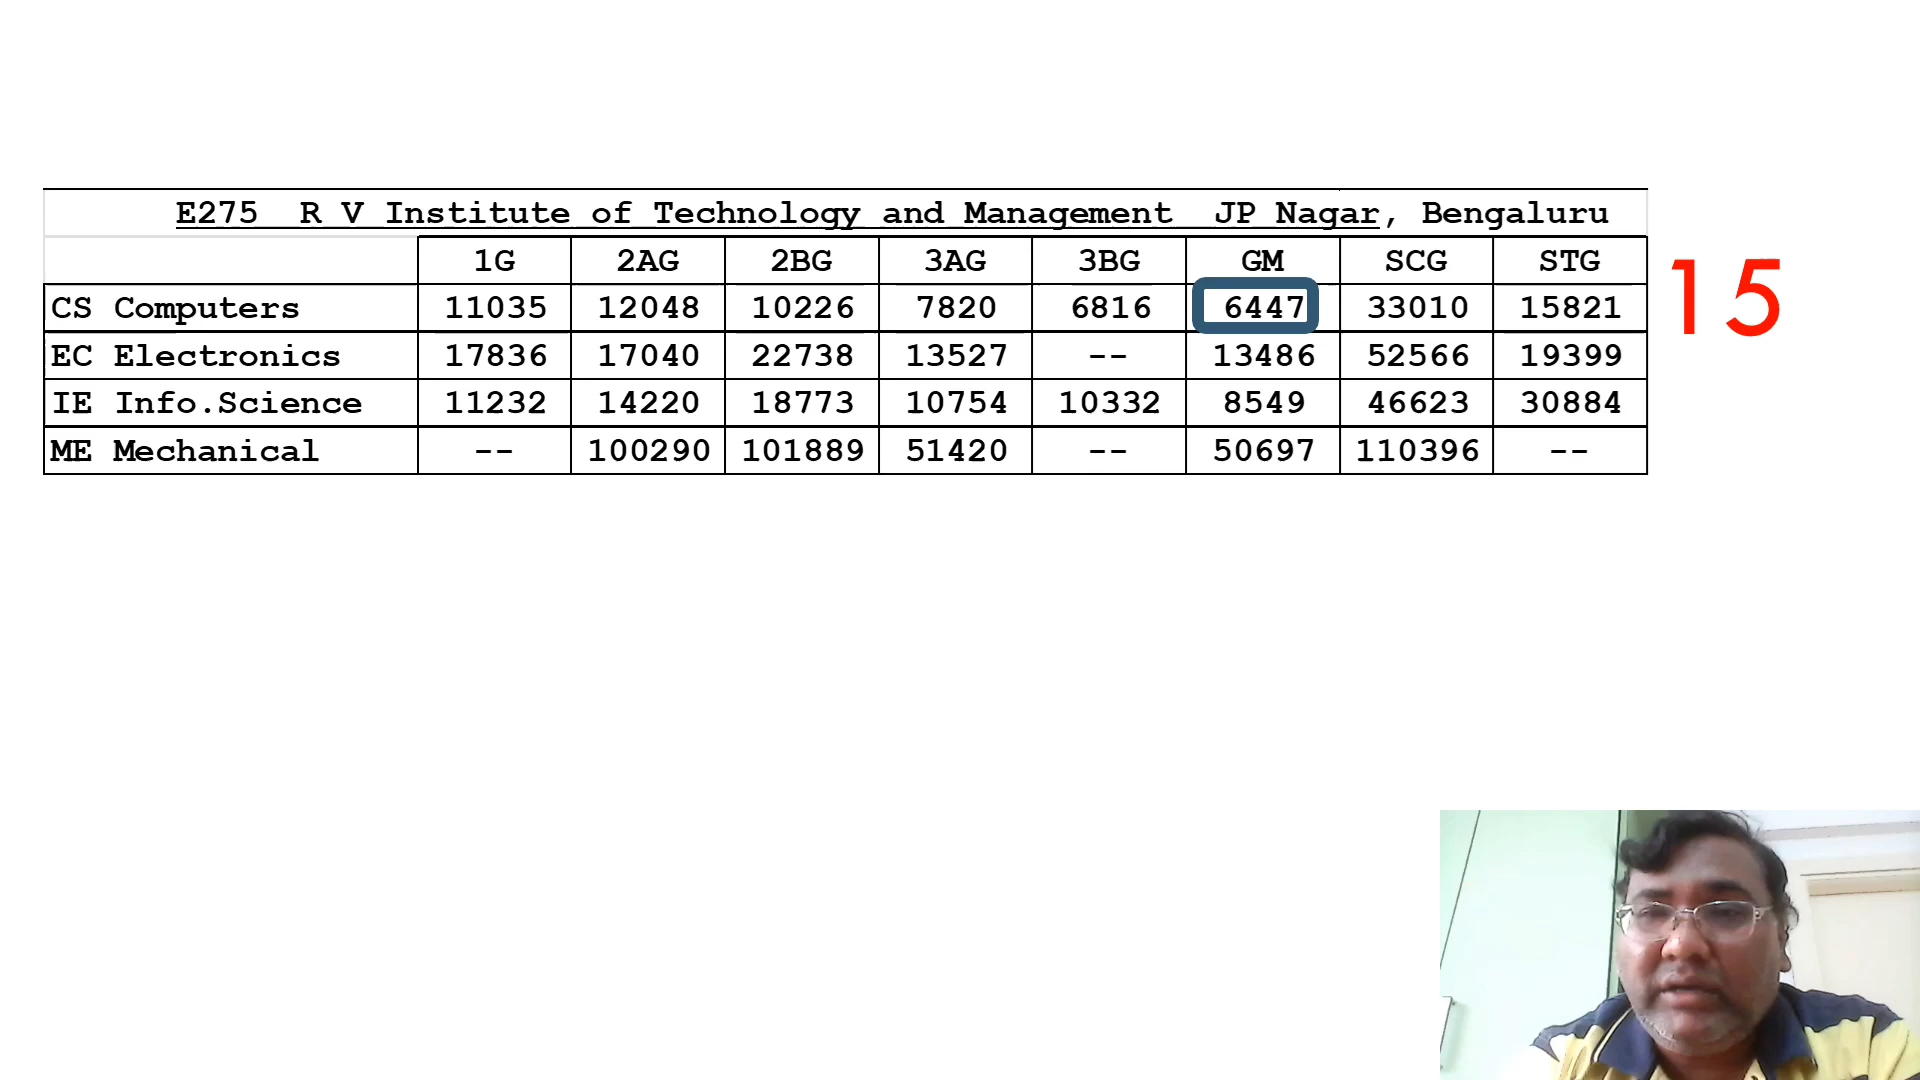 E275 R V Institute of Technology and Management JP Nagar, Bengaluru
1G 2AG 2BG 3AG 3BG GM SCG STG
CS Computers 11035 12048 10226 7820 6816 6447 33010 15821 15
EC Electronics 17836 17040 22738 13527 -- 13486 52566 19399
IE Info.Science 11232 14220 18773 10754 10332 8549 46623 30884
ME Mechanical -- 100290 101889 51420 -- 50697 110396 --